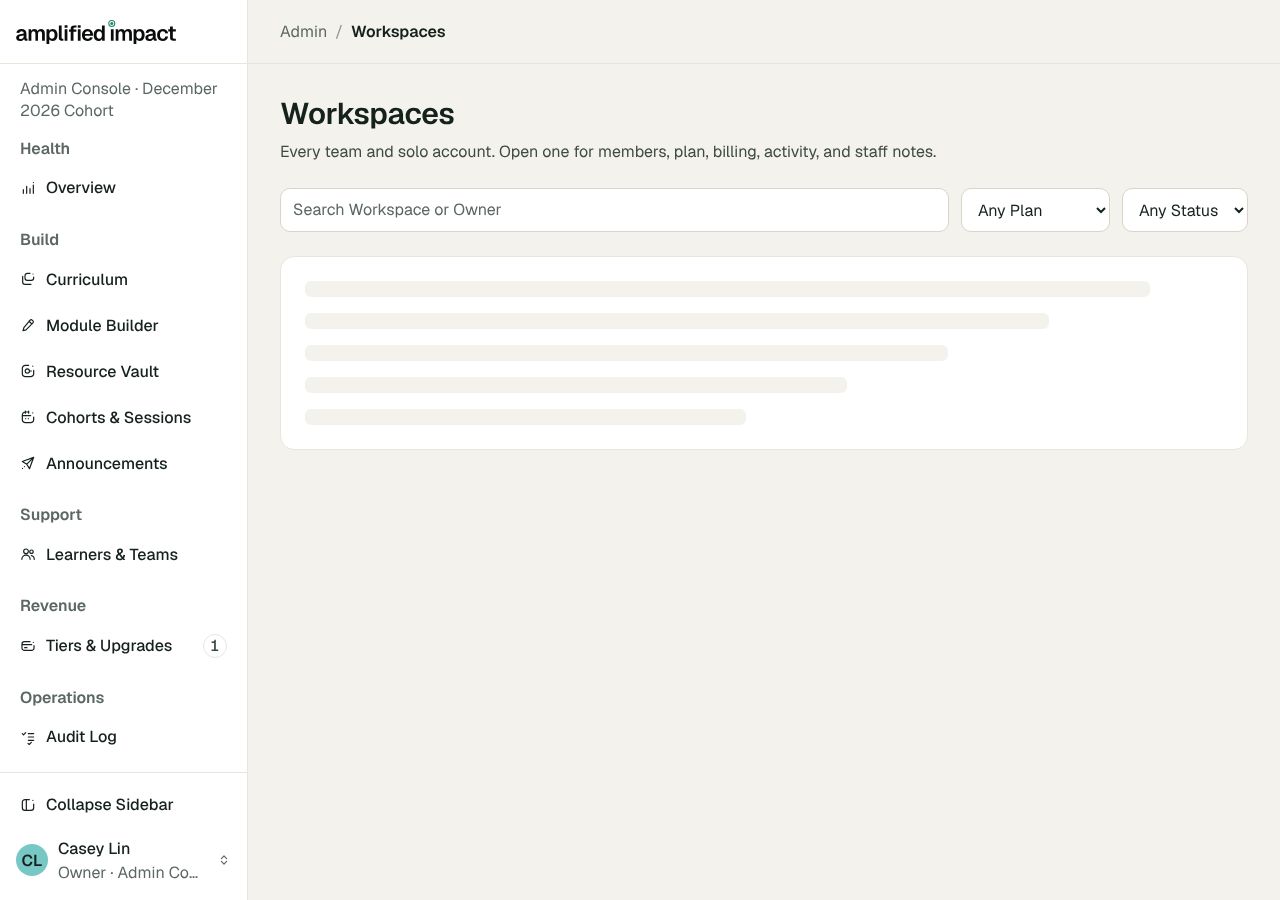 amplified impact
Admin Console · December
2026 Cohort
Health
Overview
Build
Curriculum
Module Builder
Resource Vault
Cohorts & Sessions
Announcements
Support
Learners & Teams
Revenue
Tiers & Upgrades 1
Operations
Audit Log
Collapse Sidebar
CL
Casey Lin
Owner · Admin Co...
Admin / Workspaces
Workspaces
Every team and solo account. Open one for members, plan, billing, activity, and staff notes.
Search Workspace or Owner
Any Plan
Any Status